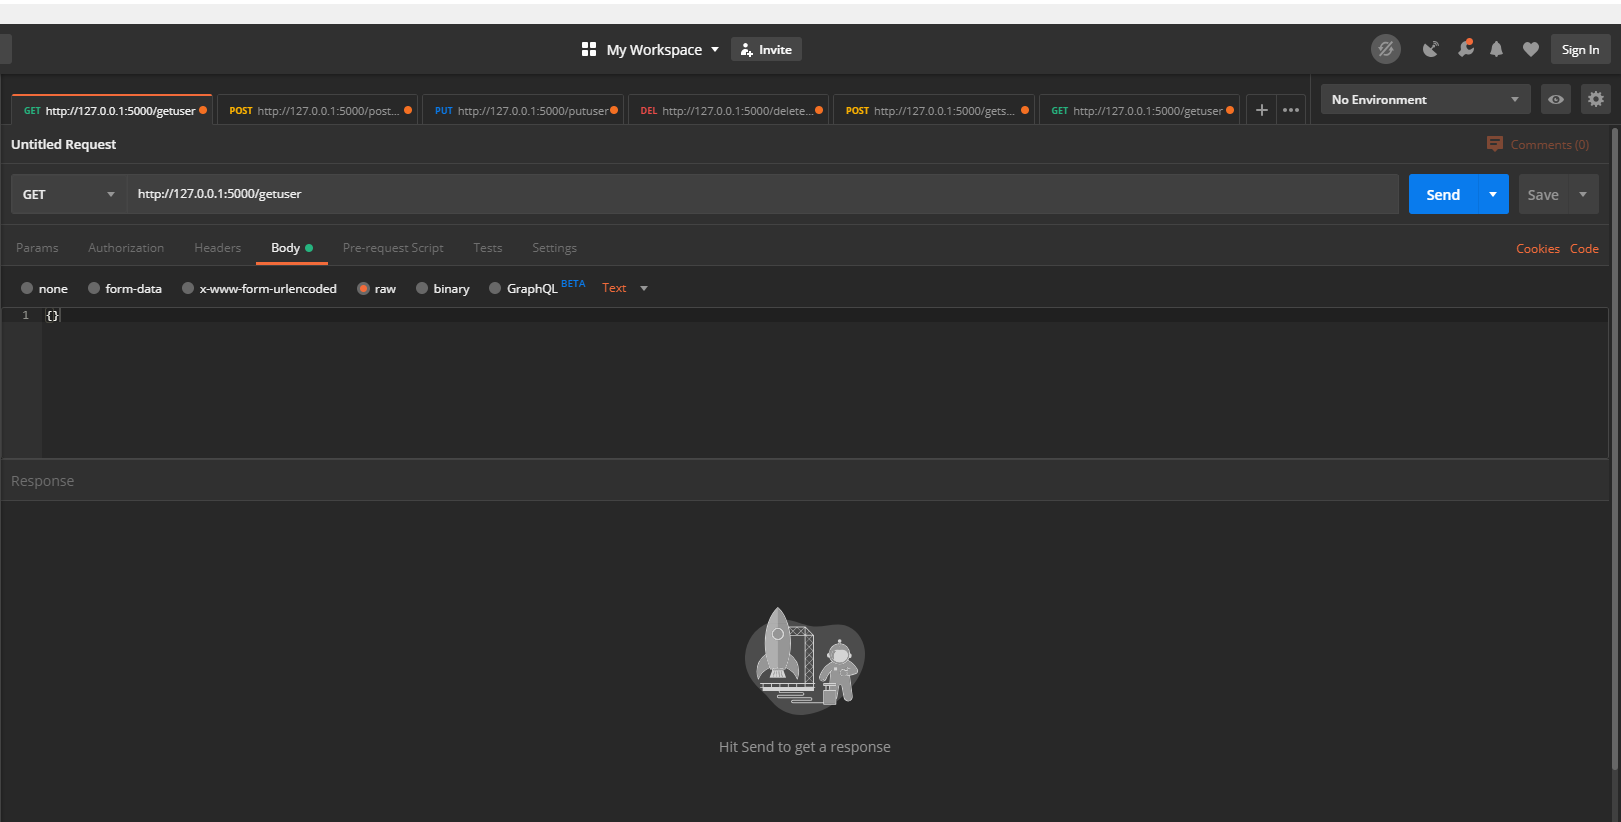 My Workspace Invite Sign In
GET http://127.0.0.1:5000/getuser POST http://127.0.0.1:5000/post... PUT http://127.0.0.1:5000/putuser DEL http://127.0.0.1:5000/delete... POST http://127.0.0.1:5000/gets... GET http://127.0.0.1:5000/getuser No Environment
Untitled Request Comments (0)
GET http://127.0.0.1:5000/getuser Send Save
Params Authorization Headers Body Pre-request Script Tests Settings Cookies Code
none form-data x-www-form-urlencoded raw binary GraphQL BETA Text
1 {}
Response
Hit Send to get a response